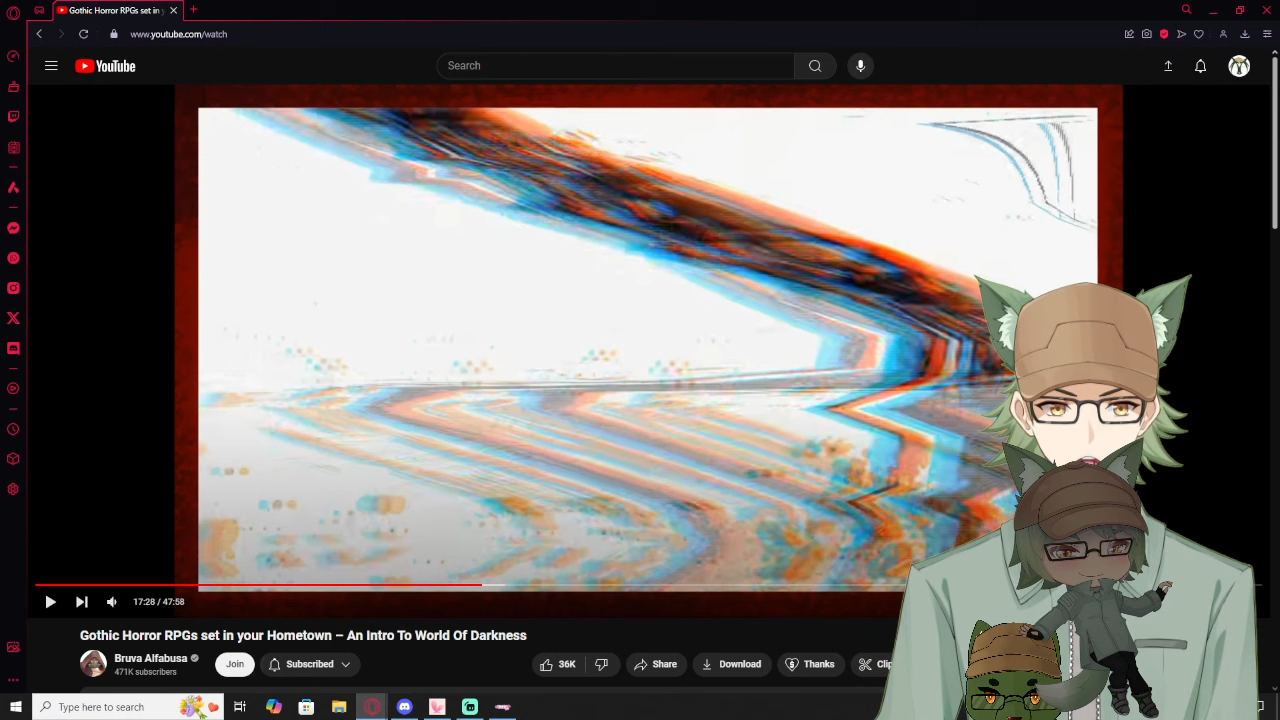 Gothic Horror RPGs set in y
www.youtube.com/watch
YouTube
Search
17:28 / 47:58
Gothic Horror RPGs set in your Hometown – An Intro To World Of Darkness
Bruva Alfabusa
471K subscribers
Join
Subscribed
36K
Share
Download
Thanks
Clip
Type here to search